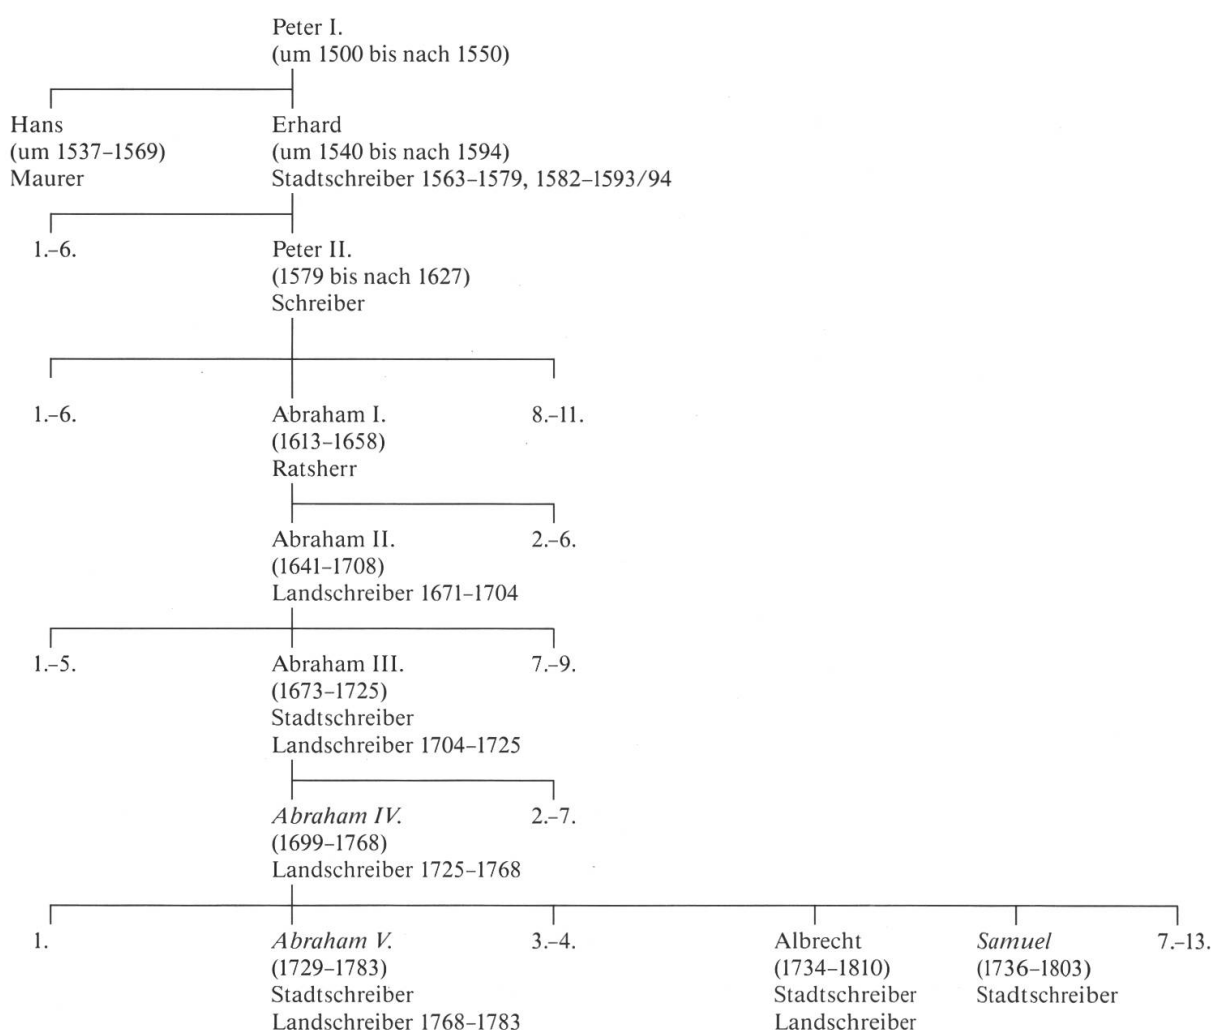 Peter I.
(um 1500 bis nach 1550)
Hans
(um 1537–1569)
Maurer
Erhard
(um 1540 bis nach 1594)
Stadtschreiber 1563–1579, 1582–1593/94
1.–6.
Peter II.
(1579 bis nach 1627)
Schreiber
1.–6.
Abraham I.
(1613–1658)
Ratsherr
8.–11.
Abraham II.
(1641–1708)
Landschreiber 1671–1704
2.–6.
1.–5.
Abraham III.
(1673–1725)
Stadtschreiber
Landschreiber 1704–1725
7.–9.
Abraham IV.
(1699–1768)
Landschreiber 1725–1768
2.–7.
1.
Abraham V.
(1729–1783)
Stadtschreiber
Landschreiber 1768–1783
3.–4.
Albrecht
(1734–1810)
Stadtschreiber
Landschreiber
Samuel
(1736–1803)
Stadtschreiber
7.–13.